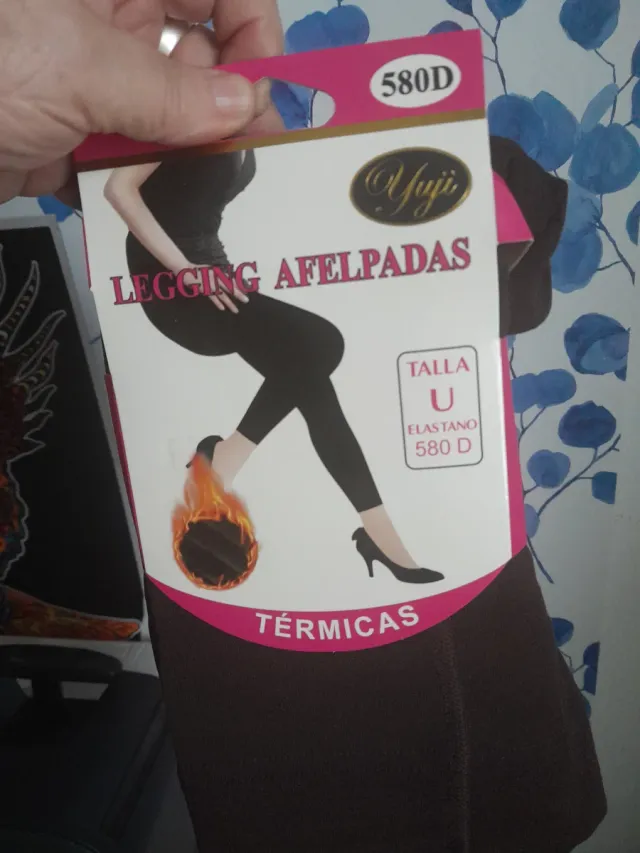 580D
Yuji
LEGGING AFELPADAS
TALLA
U
ELASTANO
580 D
TÉRMICAS